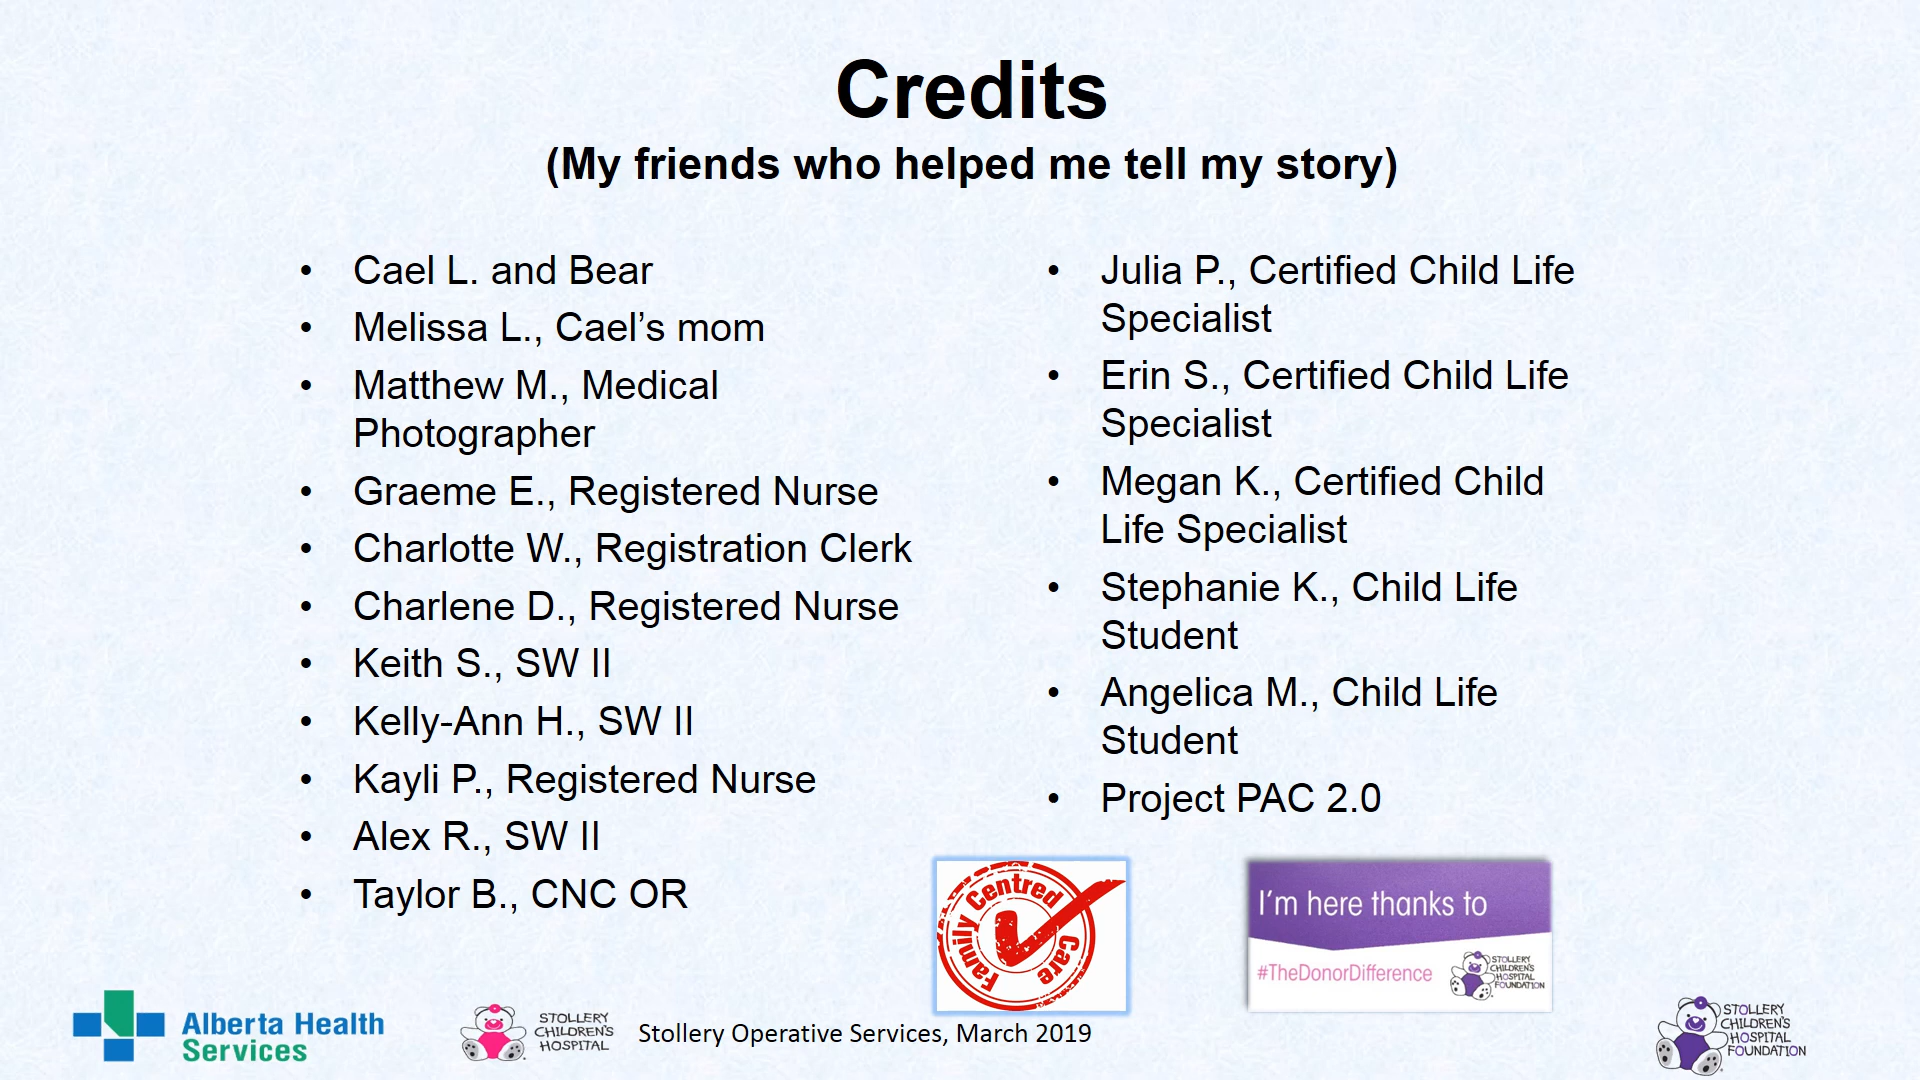 Credits
(My friends who helped me tell my story)
• Cael L. and Bear
• Melissa L., Cael’s mom
• Matthew M., Medical
Photographer
• Graeme E., Registered Nurse
• Charlotte W., Registration Clerk
• Charlene D., Registered Nurse
• Keith S., SW II
• Kelly-Ann H., SW II
• Kayli P., Registered Nurse
• Alex R., SW II
• Taylor B., CNC OR
• Julia P., Certified Child Life
Specialist
• Erin S., Certified Child Life
Specialist
• Megan K., Certified Child
Life Specialist
• Stephanie K., Child Life
Student
• Angelica M., Child Life
Student
• Project PAC 2.0
Family Centred Care
I’m here thanks to
#TheDonorDifference
STOLLERY
CHILDREN'S
HOSPITAL
FOUNDATION
Alberta Health
Services
STOLLERY
CHILDREN'S
HOSPITAL
Stollery Operative Services, March 2019
STOLLERY
CHILDREN'S
HOSPITAL
FOUNDATION